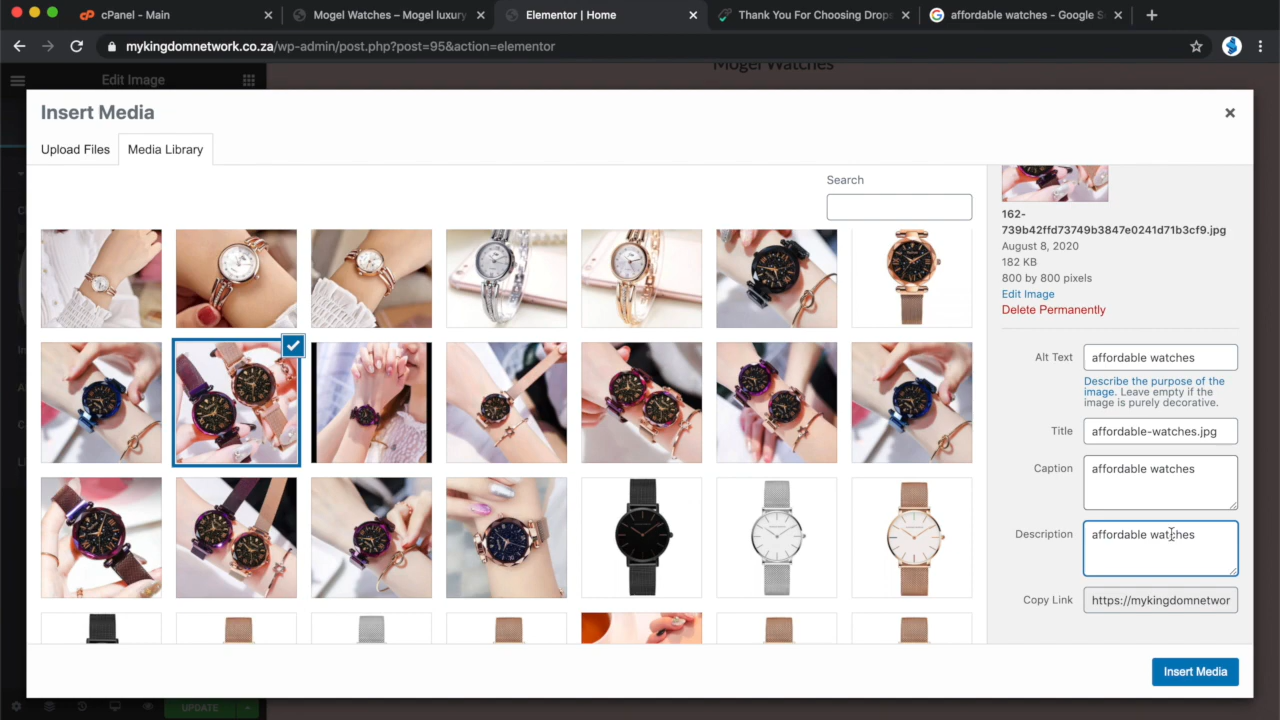 cPanel - Main
Mogel Watches – Mogel luxury
Elementor | Home
Thank You For Choosing Drops
affordable watches - Google S
mykingdomnetwork.co.za/wp-admin/post.php?post=95&action=elementor
Edit Image
Mogel Watches
Insert Media
Upload Files
Media Library
Search
162-
739b42ffd73749b3847e0241d71b3cf9.jpg
August 8, 2020
182 KB
800 by 800 pixels
Edit Image
Delete Permanently
Alt Text
affordable watches
Describe the purpose of the
image. Leave empty if the
image is purely decorative.
Title
affordable-watches.jpg
Caption
affordable watches
Description
affordable watches
Copy Link
https://mykingdomnetwor
Insert Media
UPDATE